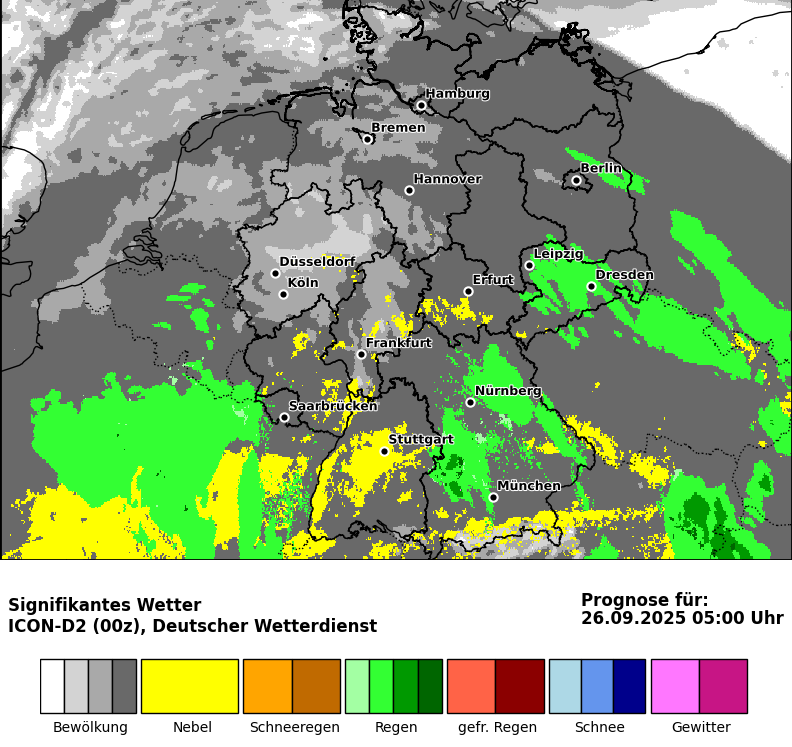 Hamburg
Bremen
Berlin
Hannover
Leipzig
Düsseldorf
Dresden
Köln
Erfurt
Frankfurt
Nürnberg
Saarbrücken
Stuttgart
München
Signifikantes Wetter
ICON-D2 (00z), Deutscher Wetterdienst
Prognose für:
26.09.2025 05:00 Uhr
Bewölkung
Nebel
Schneeregen
Regen
gefr. Regen
Schnee
Gewitter